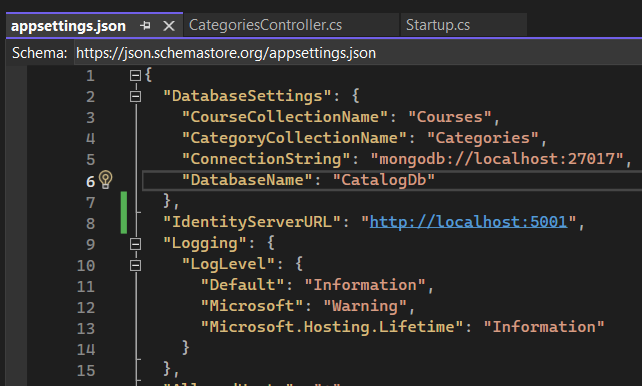 appsettings.json CategoriesController.cs Startup.cs
Schema: https://json.schemastore.org/appsettings.json
1 {
2 "DatabaseSettings": {
3 "CourseCollectionName": "Courses",
4 "CategoryCollectionName": "Categories",
5 "ConnectionString": "mongodb://localhost:27017",
6 "DatabaseName": "CatalogDb"
7 },
8 "IdentityServerURL": "http://localhost:5001",
9 "Logging": {
10 "LogLevel": {
11 "Default": "Information",
12 "Microsoft": "Warning",
13 "Microsoft.Hosting.Lifetime": "Information"
14 }
15 },